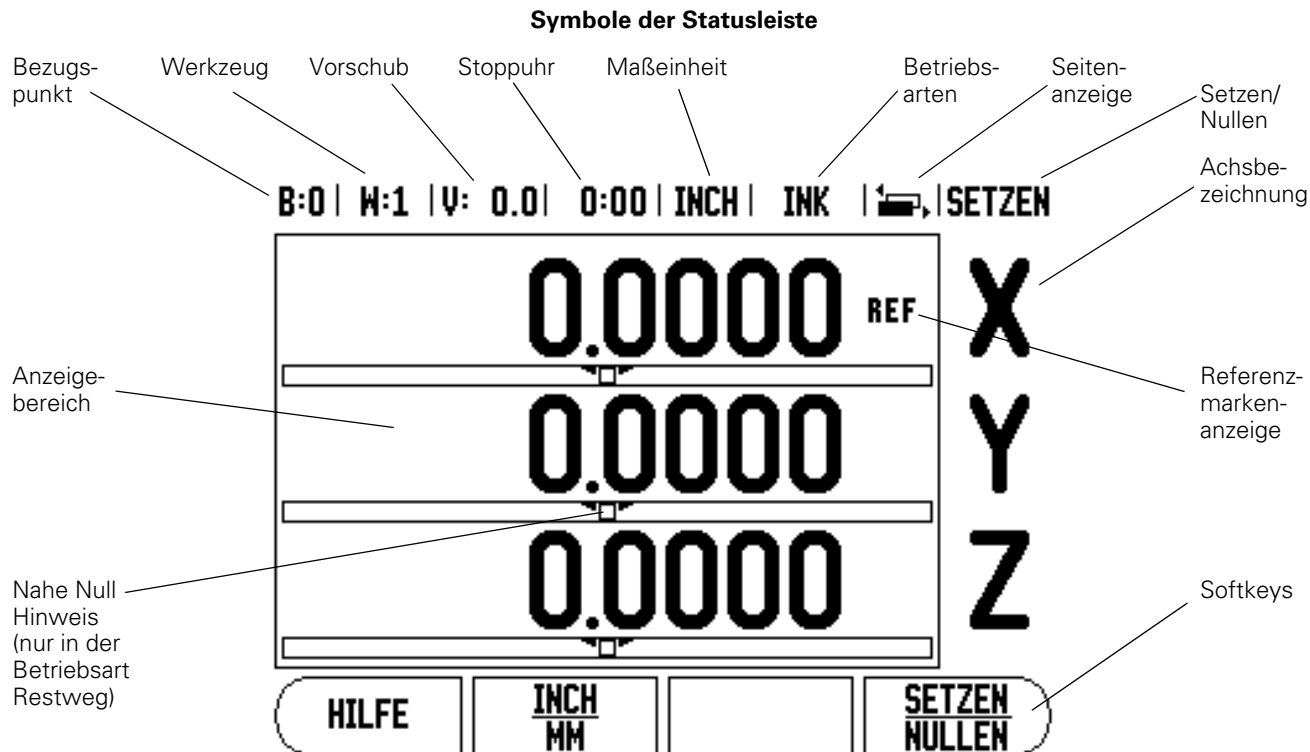 Symbole der Statusleiste
Bezugs-
punkt
Werkzeug
Vorschub
Stoppuhr
Maßeinheit
Betriebs-
arten
Seiten-
anzeige
Setzen/
Nullen
Achsbe-
zeichnung
B:0| W:1 |V: 0.0| 0:00| INCH| INK | |SETZEN
0.0000 REF X
Anzeige-
bereich
Referenz-
marken-
anzeige
0.0000 Y
0.0000 Z
Nahe Null
Hinweis
(nur in der
Betriebsart
Restweg)
Softkeys
HILFE
INCH
MM
SETZEN
NULLEN